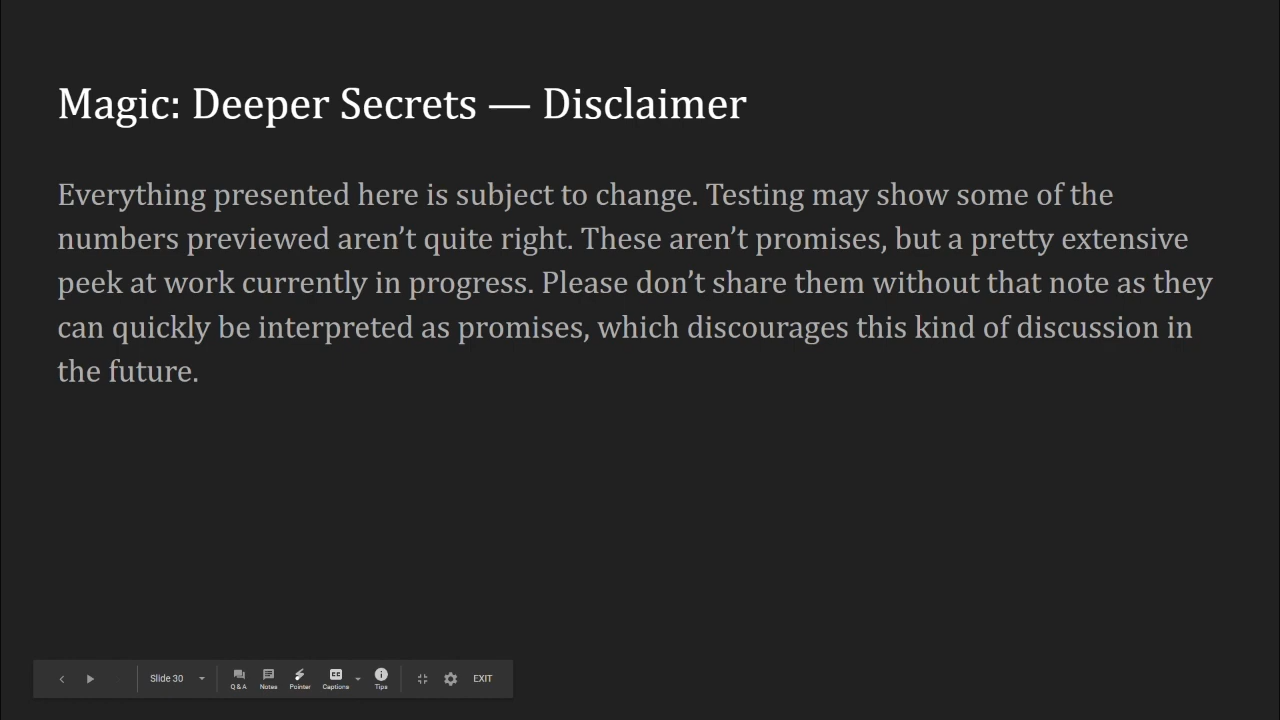 Magic: Deeper Secrets — Disclaimer
Everything presented here is subject to change. Testing may show some of the
numbers previewed aren’t quite right. These aren’t promises, but a pretty extensive
peek at work currently in progress. Please don’t share them without that note as they
can quickly be interpreted as promises, which discourages this kind of discussion in
the future.
Slide 30 Q & A Notes Pointer Captions Tips EXIT